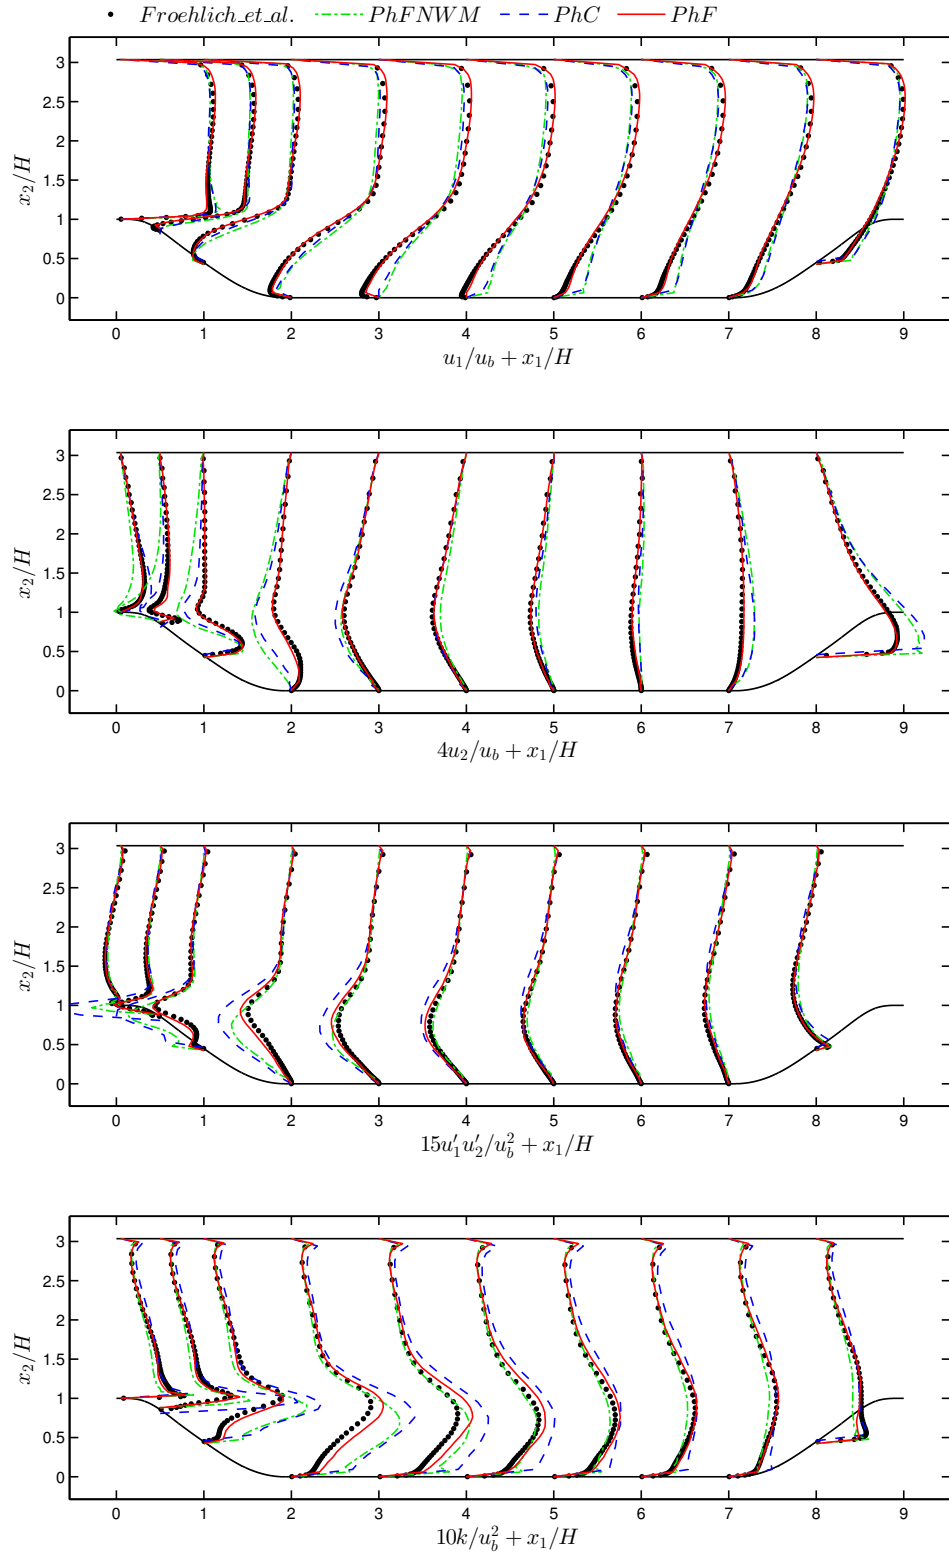 Froehlich_et_al. PhFNWM PhC PhF
3
2.5
2
1.5
1
0.5
0
x₂/H
0 1 2 3 4 5 6 7 8 9
u₁/u_b + x₁/H
3
2.5
2
1.5
1
0.5
0
x₂/H
0 1 2 3 4 5 6 7 8 9
4u₂/u_b + x₁/H
3
2.5
2
1.5
1
0.5
0
x₂/H
0 1 2 3 4 5 6 7 8 9
15u′₁u′₂/u_b² + x₁/H
3
2.5
2
1.5
1
0.5
0
x₂/H
0 1 2 3 4 5 6 7 8 9
10k/u_b² + x₁/H